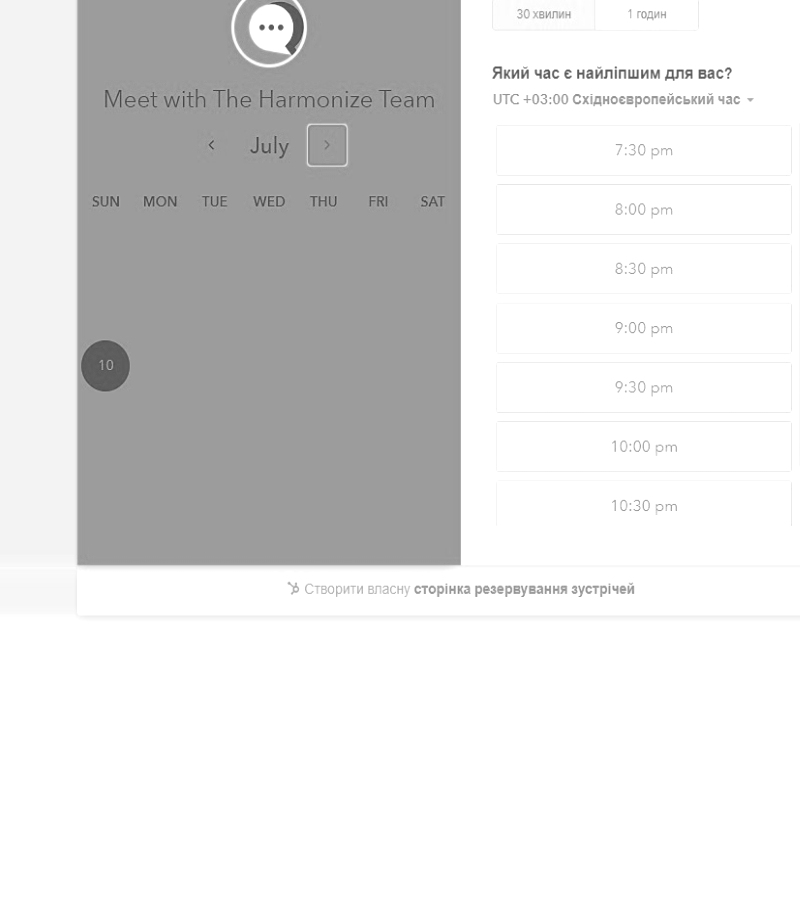 30 хвилин 1 годин
Meet with The Harmonize Team
July
SUN MON TUE WED THU FRI SAT
10
Який час є найліпшим для вас?
UTC +03:00 Східноєвропейський час
7:30 pm
8:00 pm
8:30 pm
9:00 pm
9:30 pm
10:00 pm
10:30 pm
Створити власну сторінка резервування зустрічей